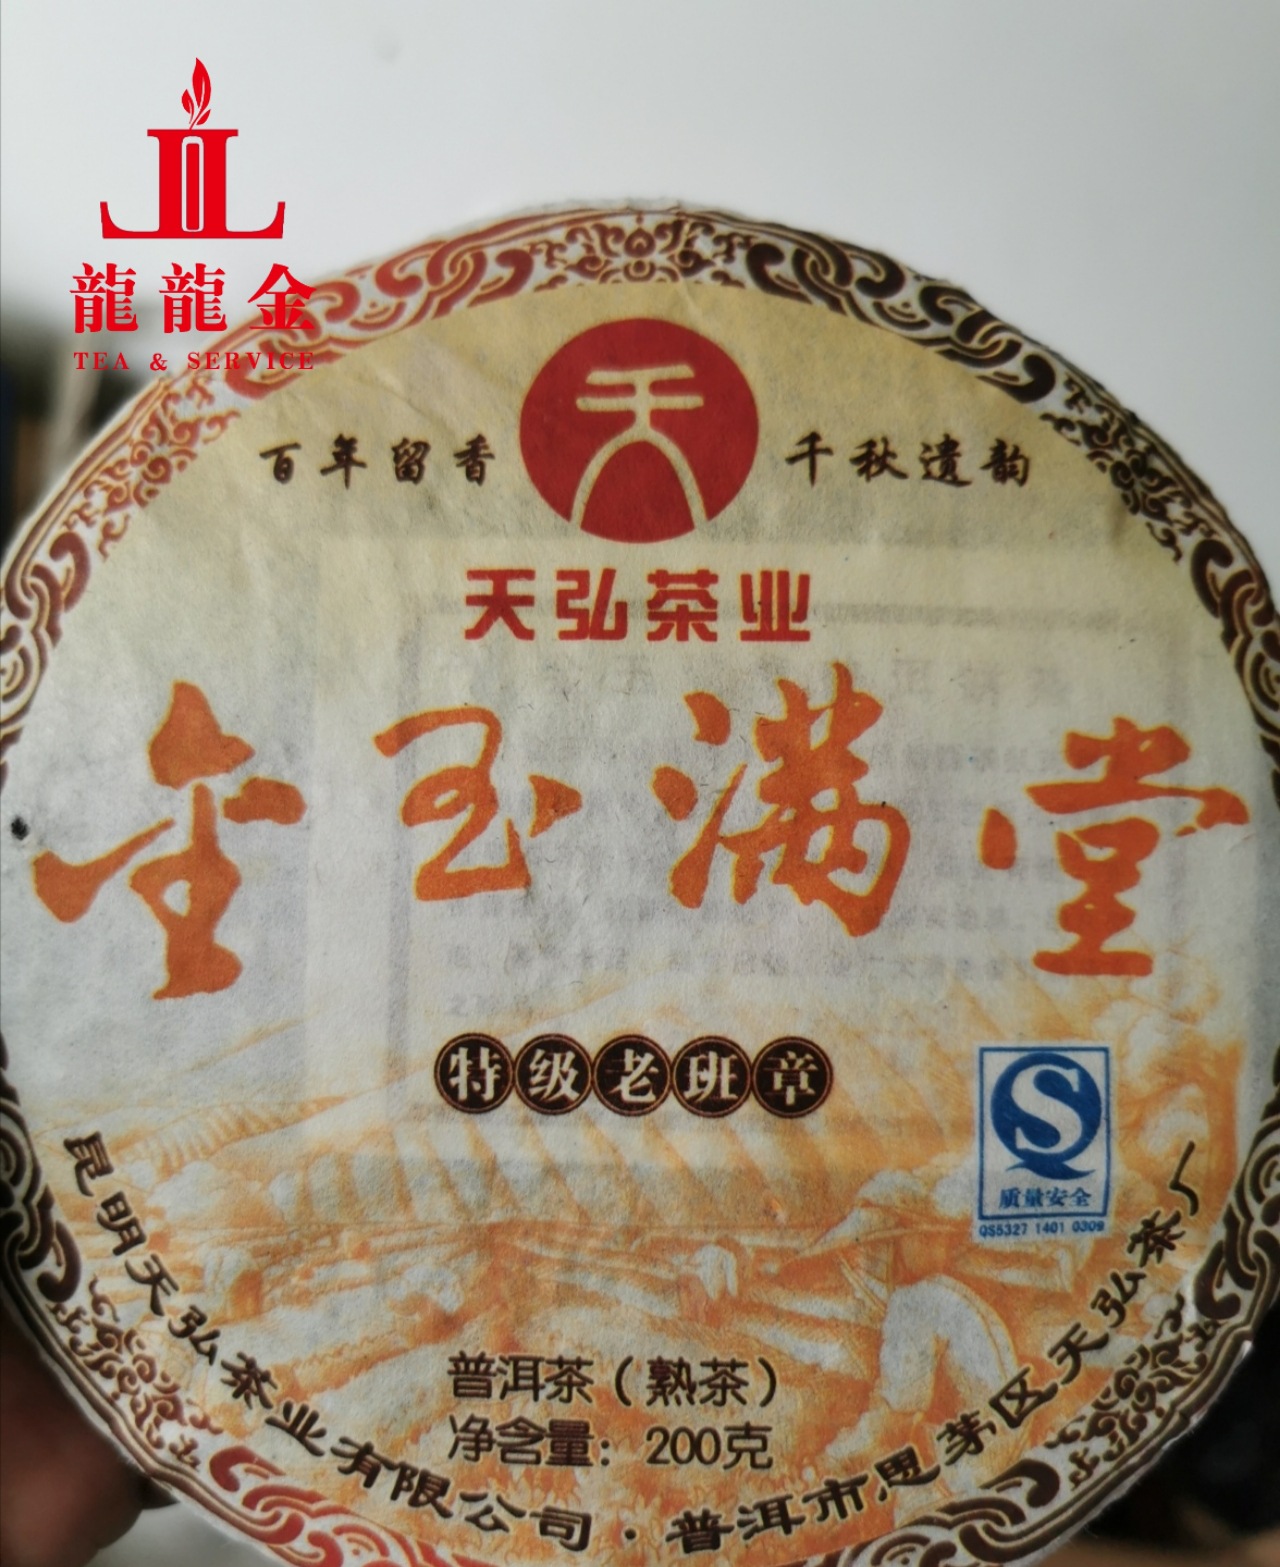 龍龍金
TEA & SERVICE
百年留香
千秋遗韵
天弘茶业
金玉满堂
特级老班章
质量安全
QS5327 1401 0309
普洱茶(熟茶)
净含量:200克
昆明天弘茶业有限公司·普洱市思茅区天弘茶厂